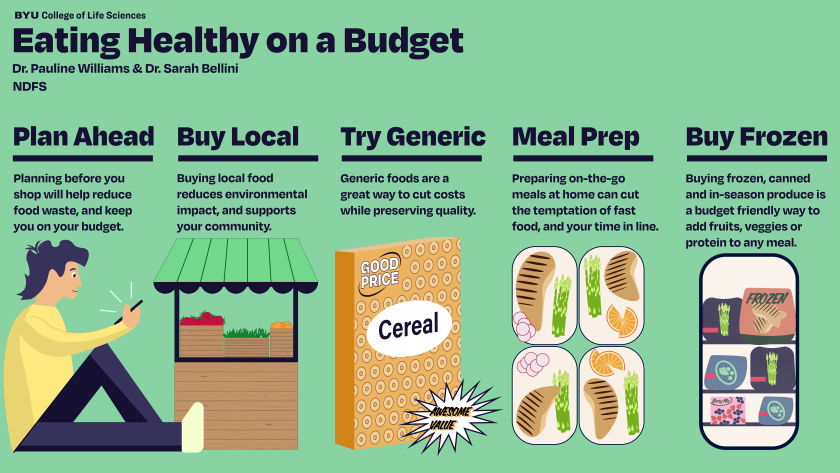 BYU College of Life Sciences
Eating Healthy on a Budget
Dr. Pauline Williams & Dr. Sarah Bellini
NDFS
Plan Ahead
Planning before you
shop will help reduce
food waste, and keep
you on your budget.
Buy Local
Buying local food
reduces environmental
impact, and supports
your community.
Try Generic
Generic foods are a
great way to cut costs
while preserving quality.
GOOD
PRICE
Cereal
AWESOME
VALUE
Meal Prep
Preparing on-the-go
meals at home can cut
the temptation of fast
food, and your time in line.
Buy Frozen
Buying frozen, canned
and in-season produce is
a budget friendly way to
add fruits, veggies or
protein to any meal.
FROZEN